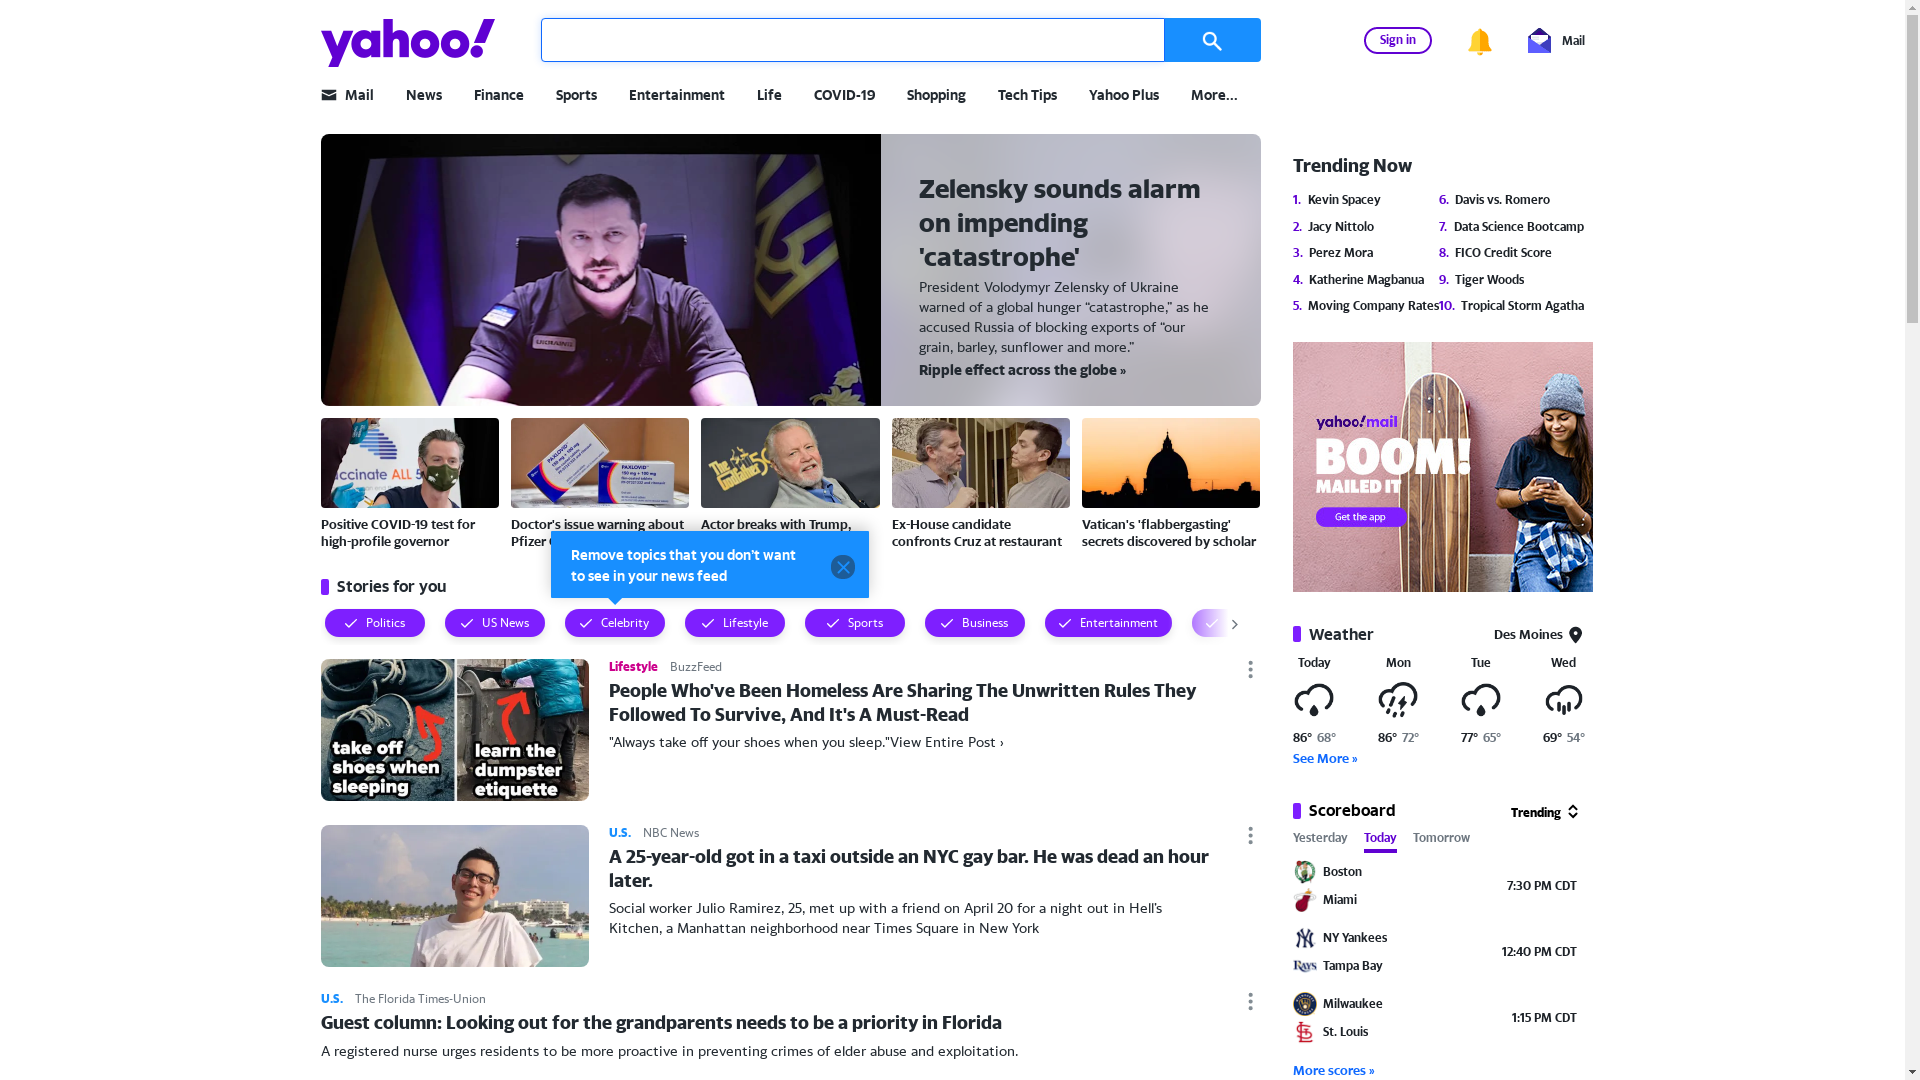 yahoo!
Sign in
Mail
Mail
News
Finance
Sports
Entertainment
Life
COVID-19
Shopping
Tech Tips
Yahoo Plus
More...
Zelensky sounds alarm
on impending
'catastrophe'
President Volodymyr Zelensky of Ukraine
warned of a global hunger “catastrophe,” as he
accused Russia of blocking exports of “our
grain, barley, sunflower and more.”
Ripple effect across the globe »
Positive COVID-19 test for
high-profile governor
Doctor's issue warning about
Pfizer
Actor breaks with Trump,
Ex-House candidate
confronts Cruz at restaurant
Vatican's 'flabbergasting'
secrets discovered by scholar
Remove topics that you don't want
to see in your news feed
Stories for you
Politics
US News
Celebrity
Lifestyle
Sports
Business
Entertainment
take off
shoes when
sleeping
learn the
dumpster
etiquette
Lifestyle BuzzFeed
People Who've Been Homeless Are Sharing The Unwritten Rules They
Followed To Survive, And It's A Must-Read
"Always take off your shoes when you sleep."View Entire Post ›
U.S. NBC News
A 25-year-old got in a taxi outside an NYC gay bar. He was dead an hour
later.
Social worker Julio Ramirez, 25, met up with a friend on April 20 for a night out in Hell's
Kitchen, a Manhattan neighborhood near Times Square in New York
U.S. The Florida Times-Union
Guest column: Looking out for the grandparents needs to be a priority in Florida
A registered nurse urges residents to be more proactive in preventing crimes of elder abuse and exploitation.
Trending Now
1. Kevin Spacey
2. Jacy Nittolo
3. Perez Mora
4. Katherine Magbanua
5. Moving Company Rates
6. Davis vs. Romero
7. Data Science Bootcamp
8. FICO Credit Score
9. Tiger Woods
10. Tropical Storm Agatha
yahoo!mail
BOOM!
MAILED IT
Get the app
Weather
Des Moines
Today Mon Tue Wed
86° 68° 86° 72° 77° 65° 69° 54°
See More »
Scoreboard
Trending
Yesterday Today Tomorrow
Boston
Miami
7:30 PM CDT
NY Yankees
Tampa Bay
12:40 PM CDT
Milwaukee
St. Louis
1:15 PM CDT
More scores »